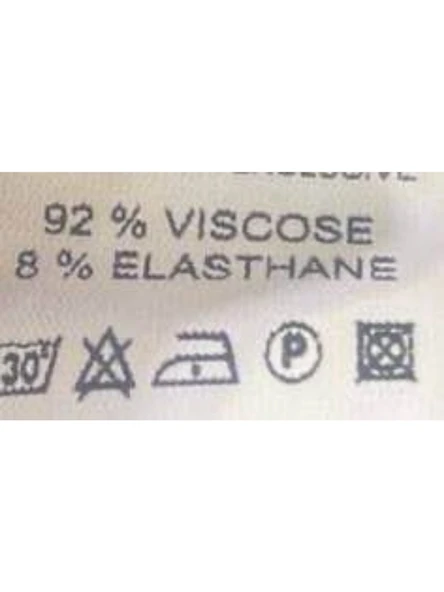 92 % VISCOSE
8 % ELASTHANE
30° P